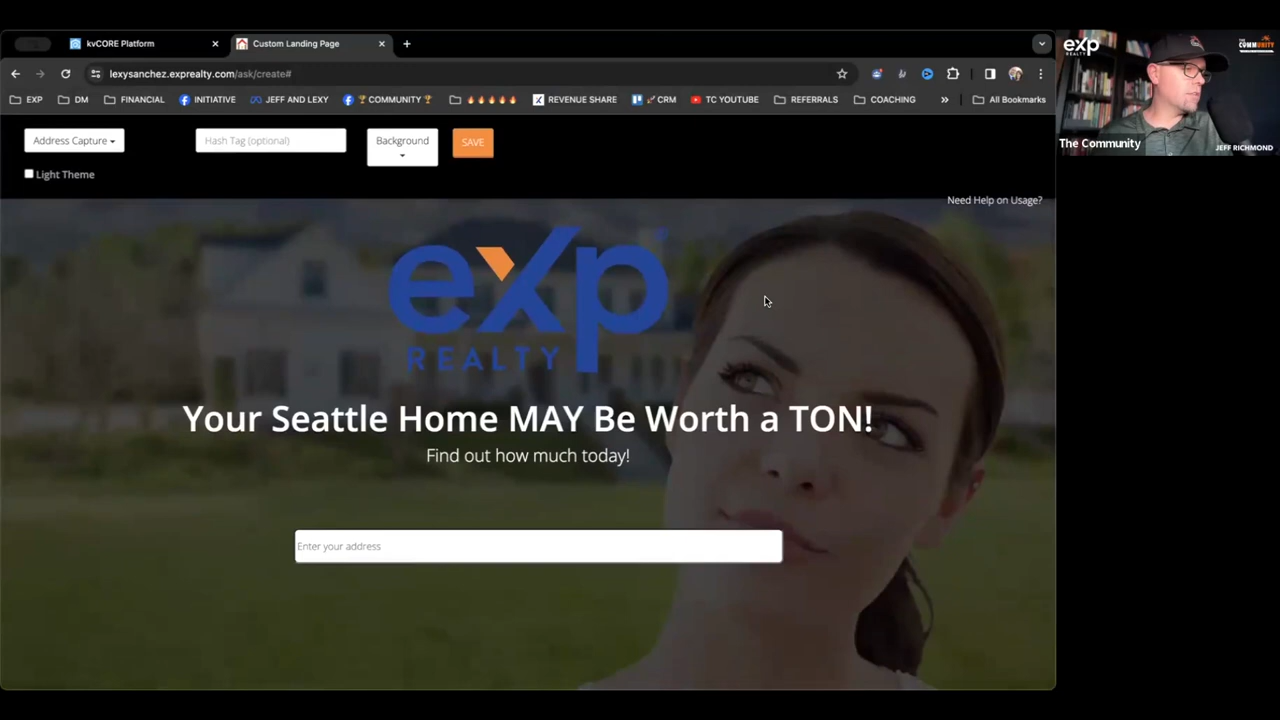 kvCORE Platform
Custom Landing Page
lexysanchez.exprealty.com/ask/create#
EXP
DM
FINANCIAL
INITIATIVE
JEFF AND LEXY
🏆COMMUNITY🏆
🔥🔥🔥🔥🔥
REVENUE SHARE
🚀CRM
TC YOUTUBE
REFERRALS
COACHING
»
All Bookmarks
Address Capture
Hash Tag (optional)
Background
SAVE
Light Theme
Need Help on Usage?
exp
REALTY
Your Seattle Home MAY Be Worth a TON!
Find out how much today!
Enter your address
exp
REALTY
THE
COMMUNITY
The Community
JEFF RICHMOND